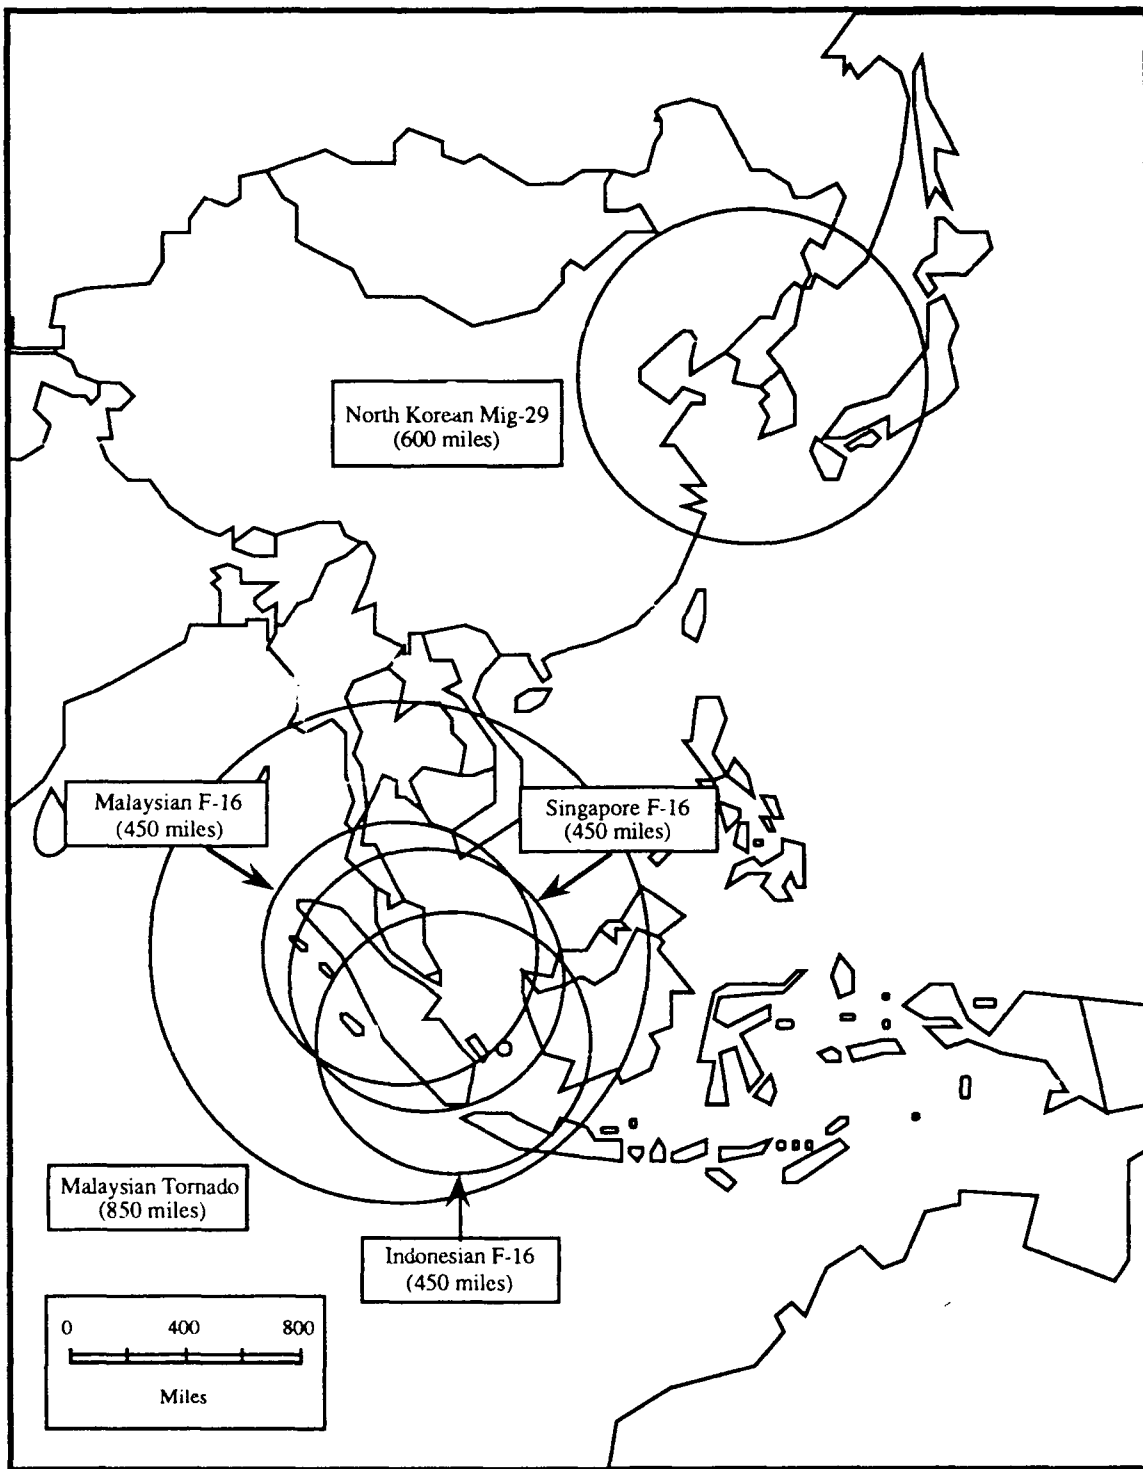 North Korean Mig-29
(600 miles)
Malaysian F-16
(450 miles)
Singapore F-16
(450 miles)
Malaysian Tornado
(850 miles)
Indonesian F-16
(450 miles)
0 400 800
Miles